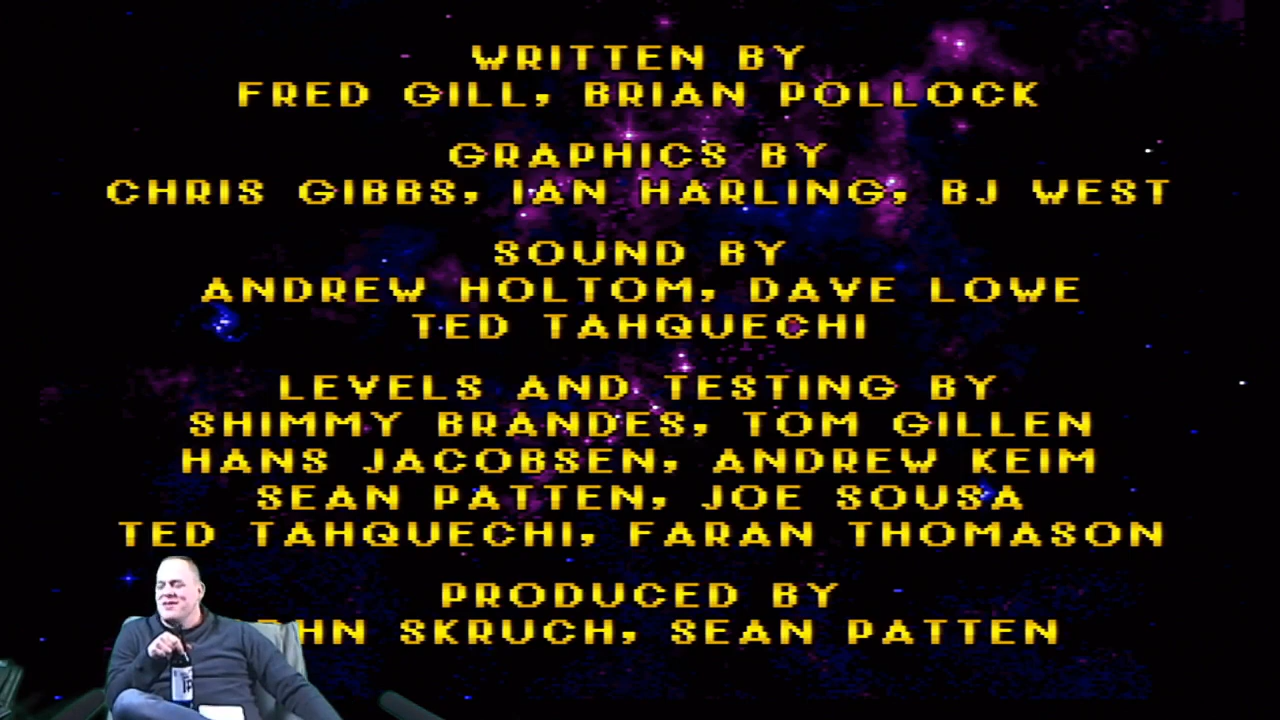 WRITTEN BY
FRED GILL, BRIAN POLLOCK
GRAPHICS BY
CHRIS GIBBS, IAN HARLING, BJ WEST
SOUND BY
ANDREW HOLTOM, DAVE LOWE
TED TAHQUECHI
LEVELS AND TESTING BY
SHIMMY BRANDES, TOM GILLEN
HANS JACOBSEN, ANDREW KEIM
SEAN PATTEN, JOE SOUSA
TED TAHQUECHI, FARAN THOMASON
PRODUCED BY
SKRUCH, SEAN PATTEN